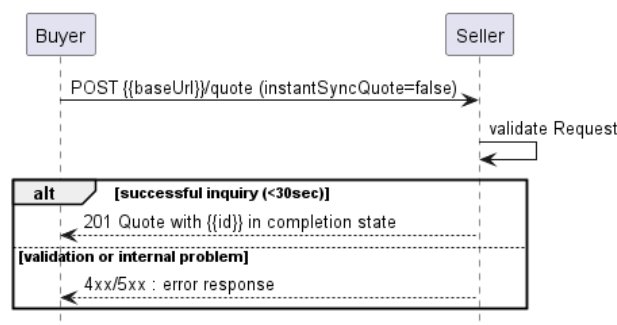 Buyer
Seller
POST {{baseUrl}}/quote (instantSyncQuote=false)
validate Request
alt
[successful inquiry (<30sec)]
201 Quote with {{id}} in completion state
[validation or internal problem]
4xx/5xx : error response